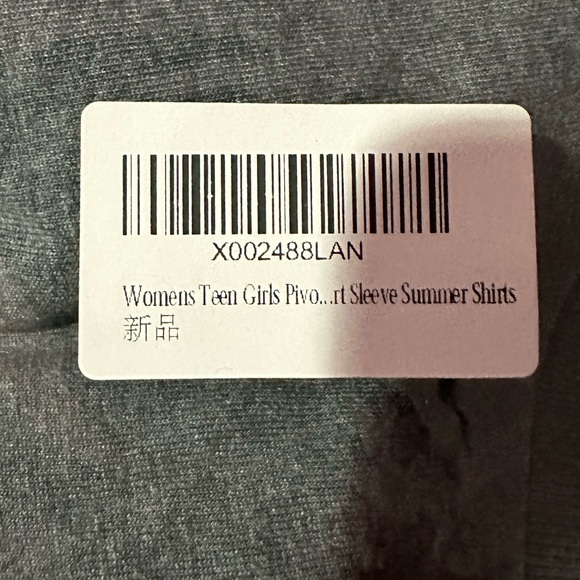 X002488LAN
Womens Teen Girls Pivo...rt Sleeve Summer Shirts
新品